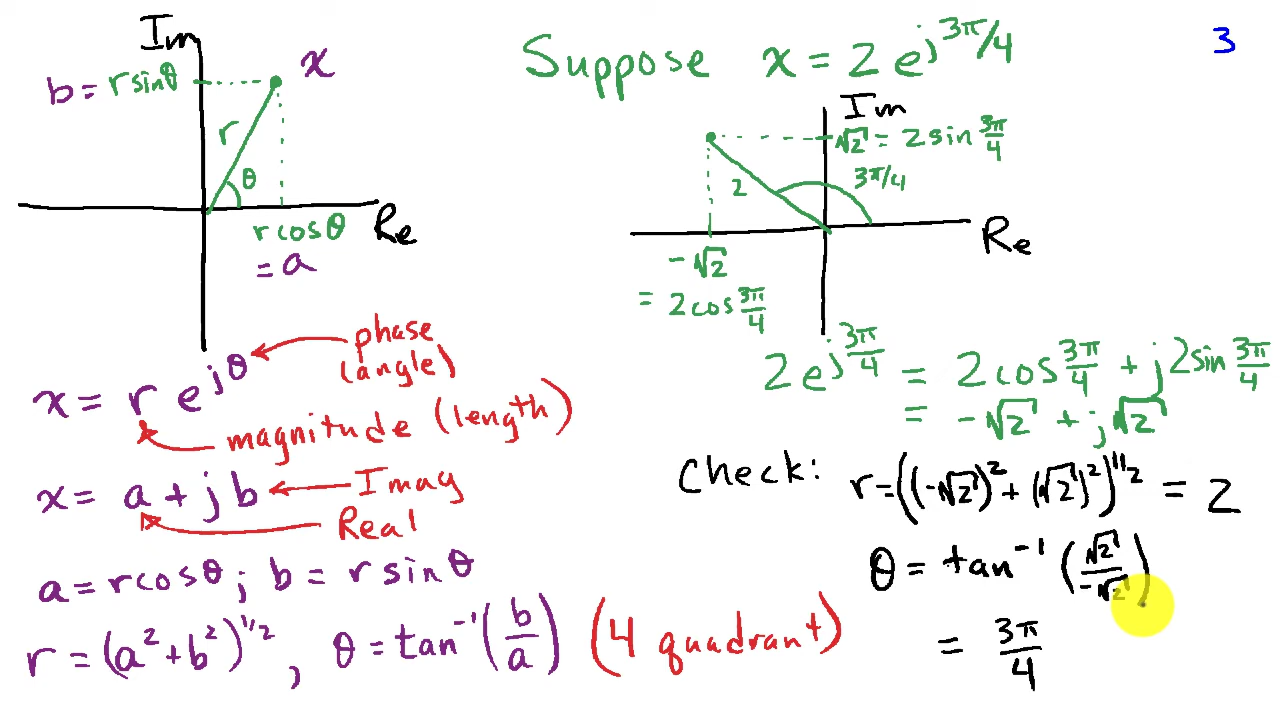 Im
x
b = r sinθ
r
θ
r cosθ
= a
Re
x = r e^{jθ}
phase
(angle)
magnitude (length)
x = a + j b
Imag
Real
a = r cosθ ; b = r sinθ
r = (a² + b²)^{1/2} , θ = tan⁻¹(b/a) (4 quadrant)
Suppose x = 2 e^{j3π/4}
3
Im
√2 = 2 sin 3π/4
3π/4
2
Re
-√2
= 2 cos 3π/4
2 e^{j3π/4} = 2 cos 3π/4 + j 2 sin 3π/4
= -√2 + j√2
Check: r = ((-√2)² + (√2)²)^{1/2} = 2
θ = tan⁻¹(√2/-√2)
= 3π/4